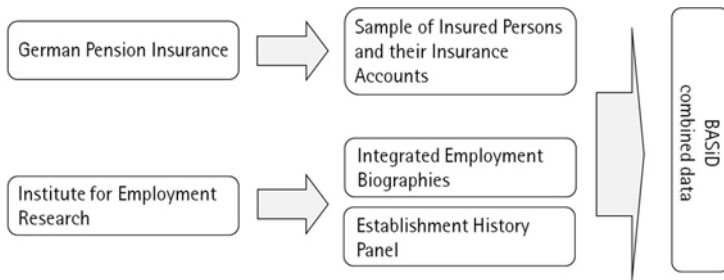 German Pension Insurance
Sample of Insured Persons
and their Insurance
Accounts
Institute for Employment
Research
Integrated Employment
Biographies
Establishment History
Panel
BASiD
combined data